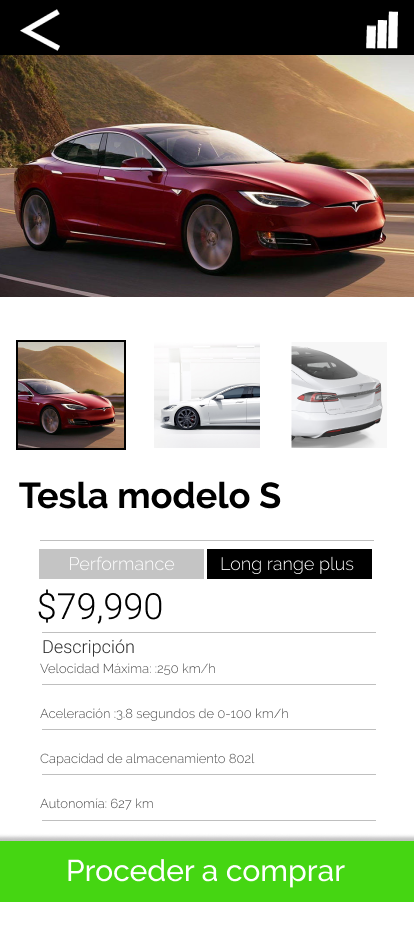 Tesla modelo S
Performance
Long range plus
$79,990
Descripción
Velocidad Máxima: :250 km/h
Aceleración :3.8 segundos de 0-100 km/h
Capacidad de almacenamiento 802l
Autonomía: 627 km
Proceder a comprar